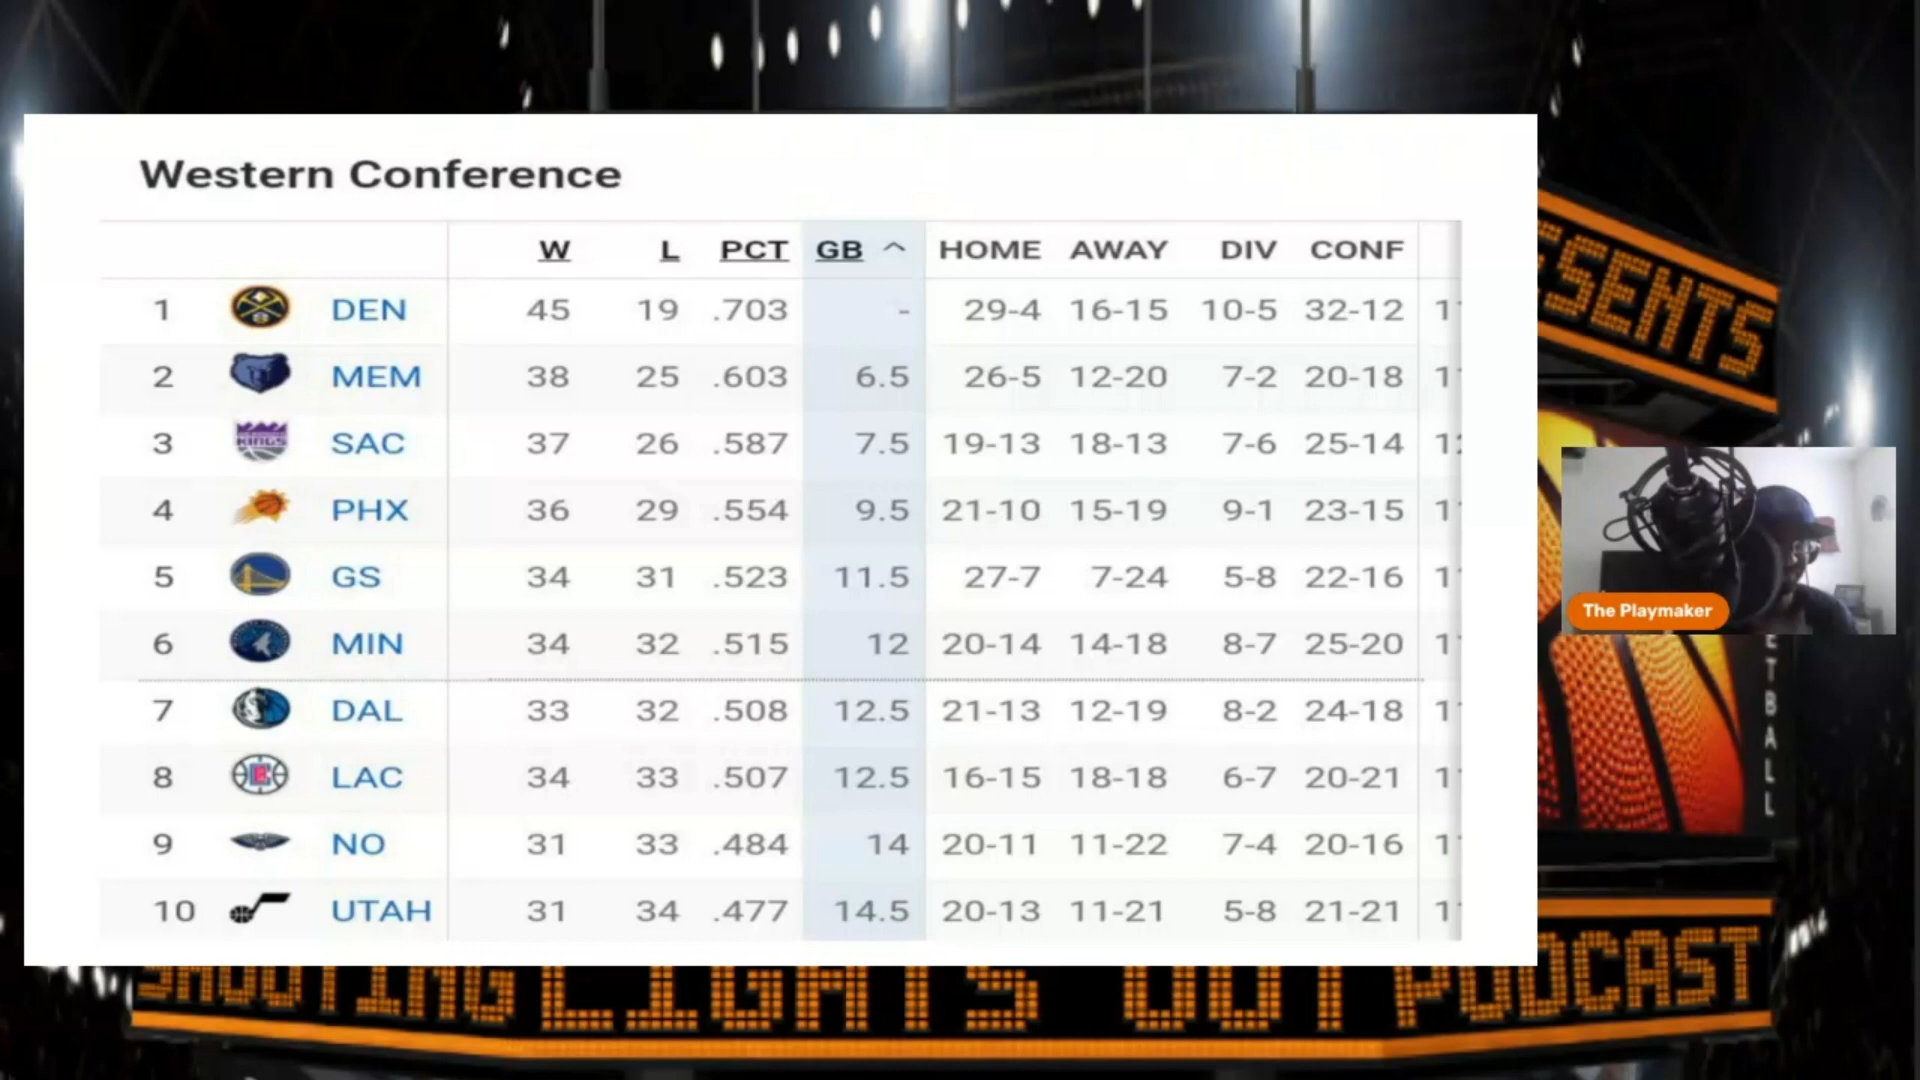 Western Conference
W L PCT GB ^ HOME AWAY DIV CONF
1 DEN 45 19 .703 - 29-4 16-15 10-5 32-12
2 MEM 38 25 .603 6.5 26-5 12-20 7-2 20-18
3 SAC 37 26 .587 7.5 19-13 18-13 7-6 25-14
4 PHX 36 29 .554 9.5 21-10 15-19 9-1 23-15
5 GS 34 31 .523 11.5 27-7 7-24 5-8 22-16
6 MIN 34 32 .515 12 20-14 14-18 8-7 25-20
7 DAL 33 32 .508 12.5 21-13 12-19 8-2 24-18
8 LAC 34 33 .507 12.5 16-15 18-18 6-7 20-21
9 NO 31 33 .484 14 20-11 11-22 7-4 20-16
10 UTAH 31 34 .477 14.5 20-13 11-21 5-8 21-21
KINGS
ESENTS
The Playmaker
ETBALL
SHOOTING LIGHTS OUT PODCAST